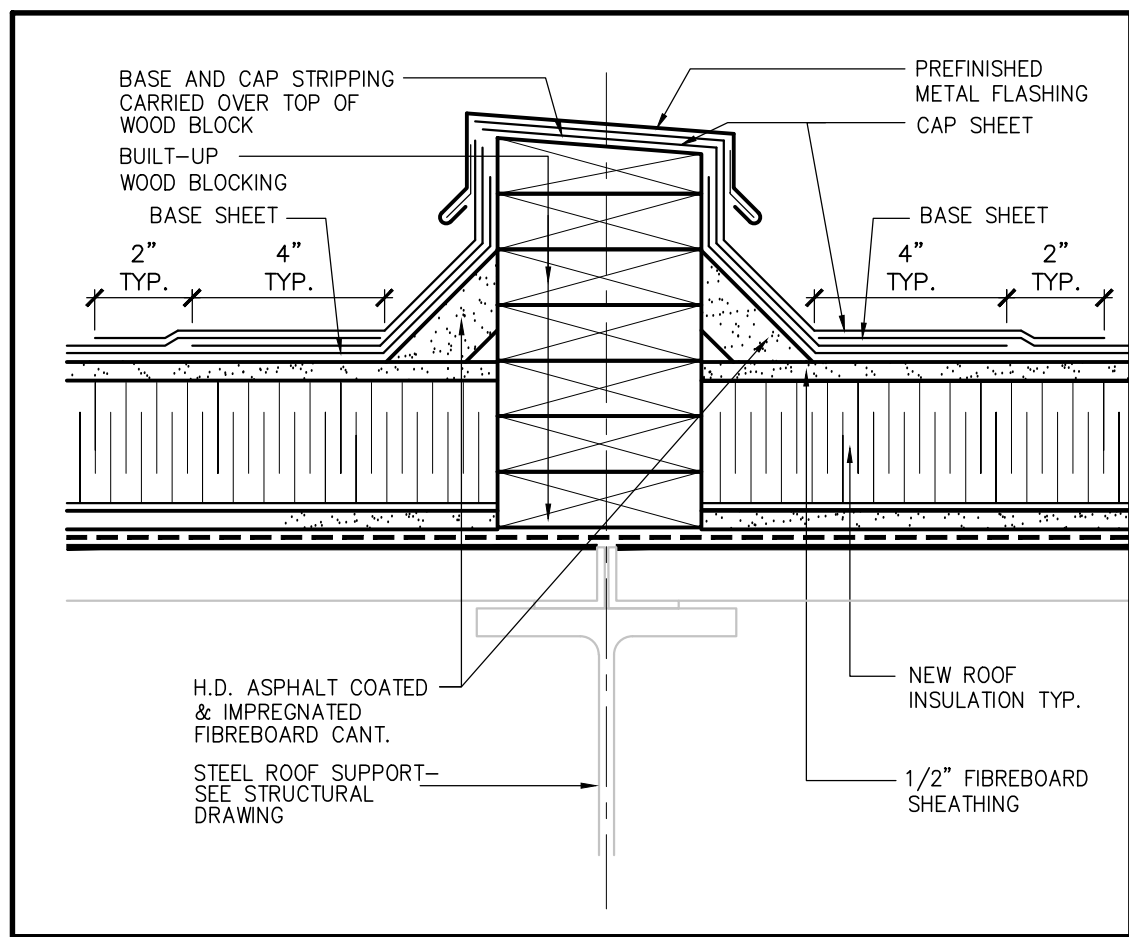 BASE AND CAP STRIPPING
CARRIED OVER TOP OF
WOOD BLOCK
BUILT-UP
WOOD BLOCKING
BASE SHEET
2”
TYP.
4”
TYP.
PREFINISHED
METAL FLASHING
CAP SHEET
BASE SHEET
4”
TYP.
2”
TYP.
H.D. ASPHALT COATED
& IMPREGNATED
FIBREBOARD CANT.
STEEL ROOF SUPPORT-
SEE STRUCTURAL
DRAWING
NEW ROOF
INSULATION TYP.
1/2” FIBREBOARD
SHEATHING